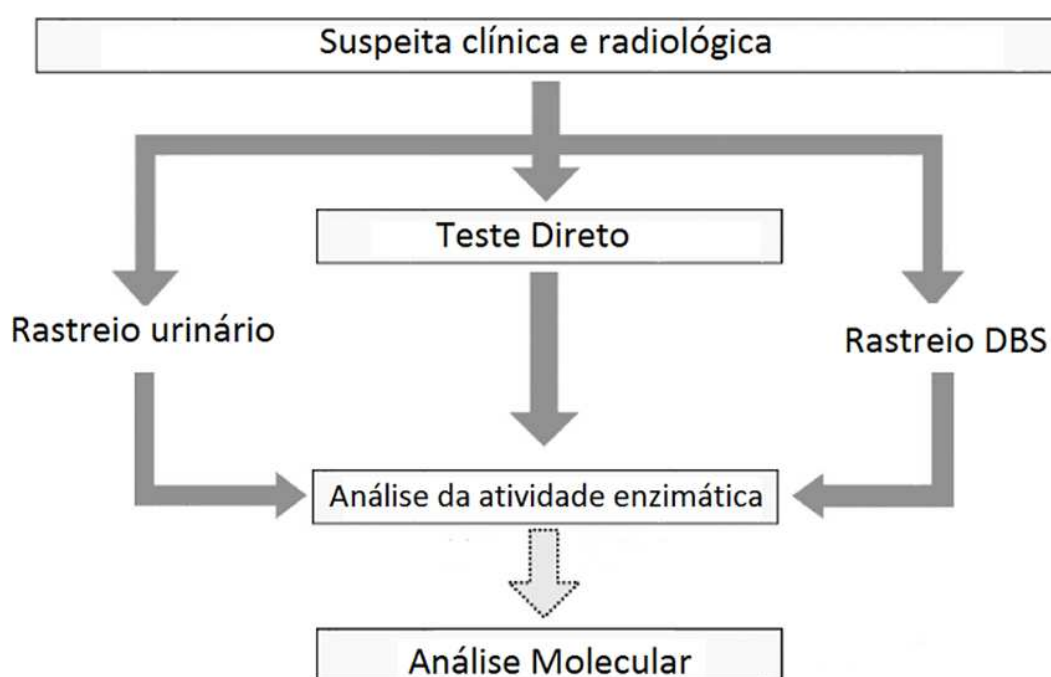 Suspeita clínica e radiológica
Teste Direto
Rastreio urinário
Rastreio DBS
Análise da atividade enzimática
Análise Molecular